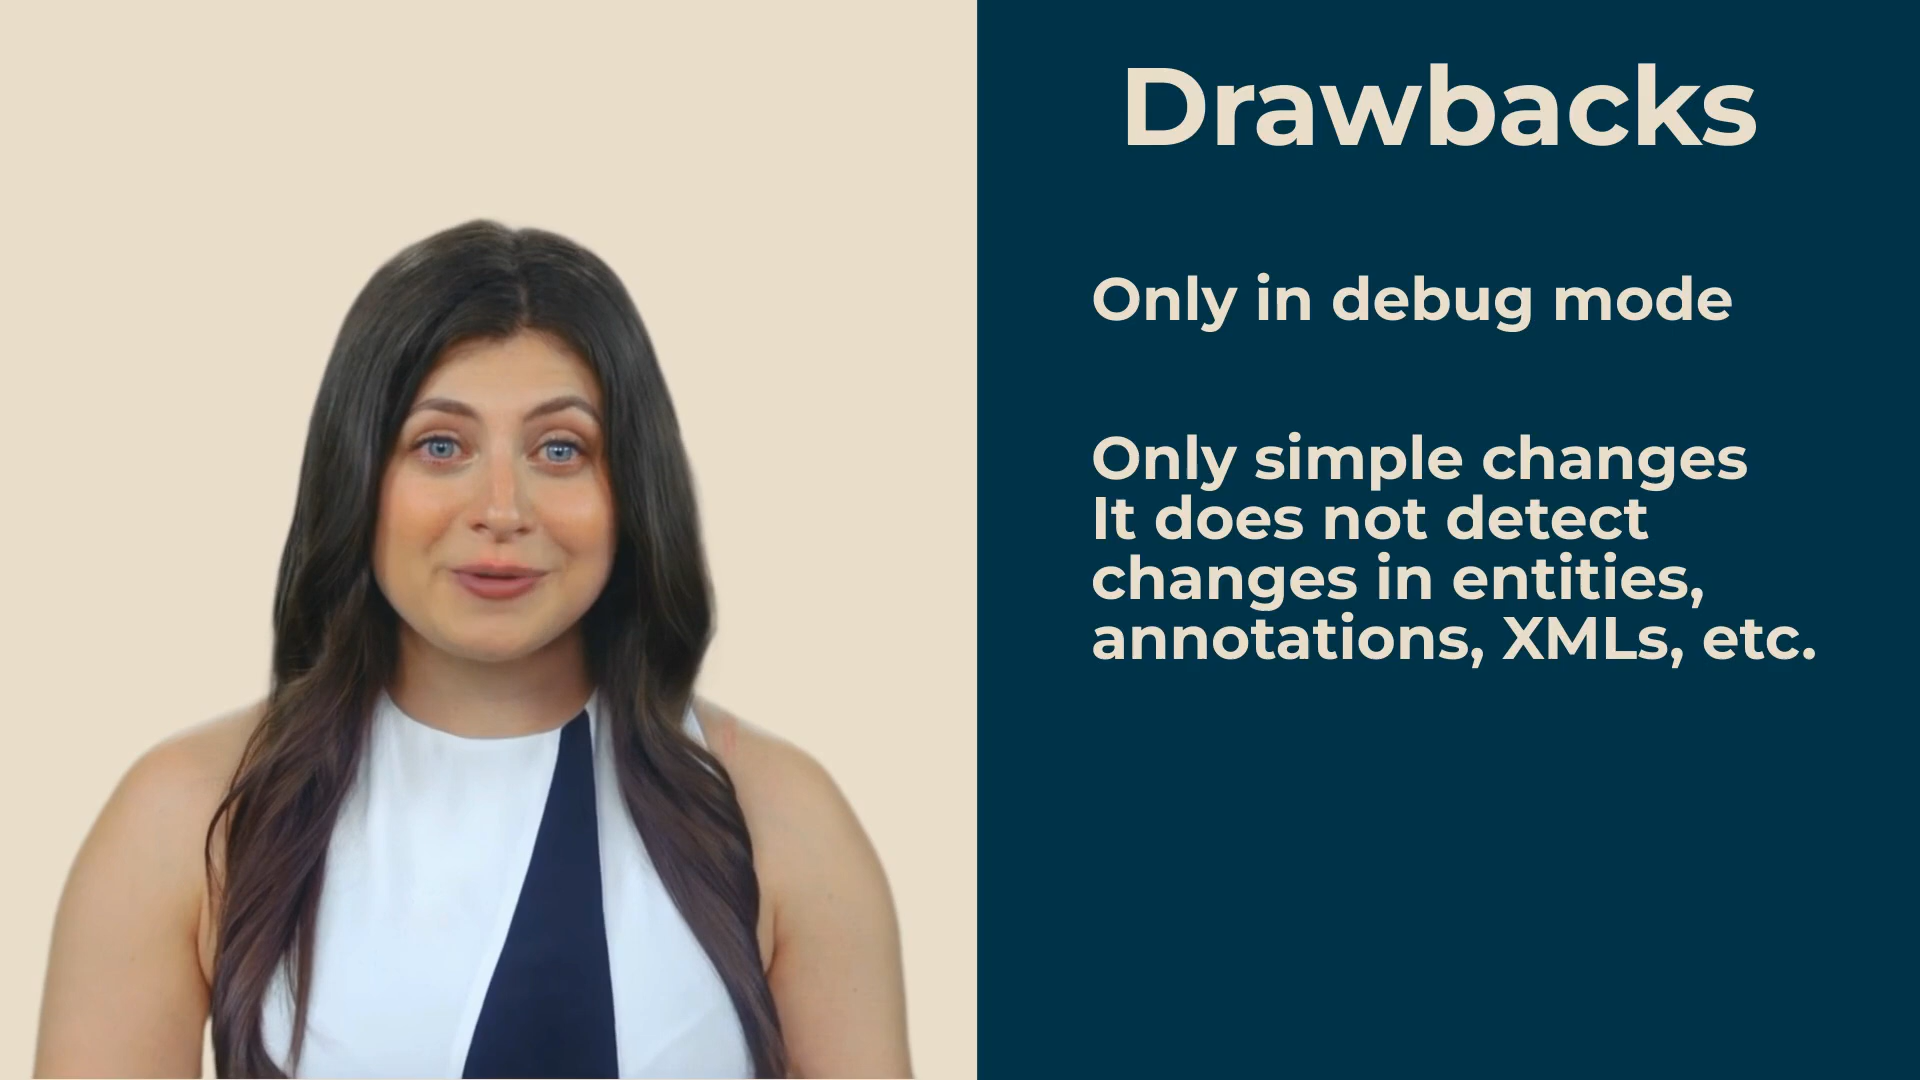 Drawbacks
Only in debug mode
Only simple changes
It does not detect
changes in entities,
annotations, XMLs, etc.